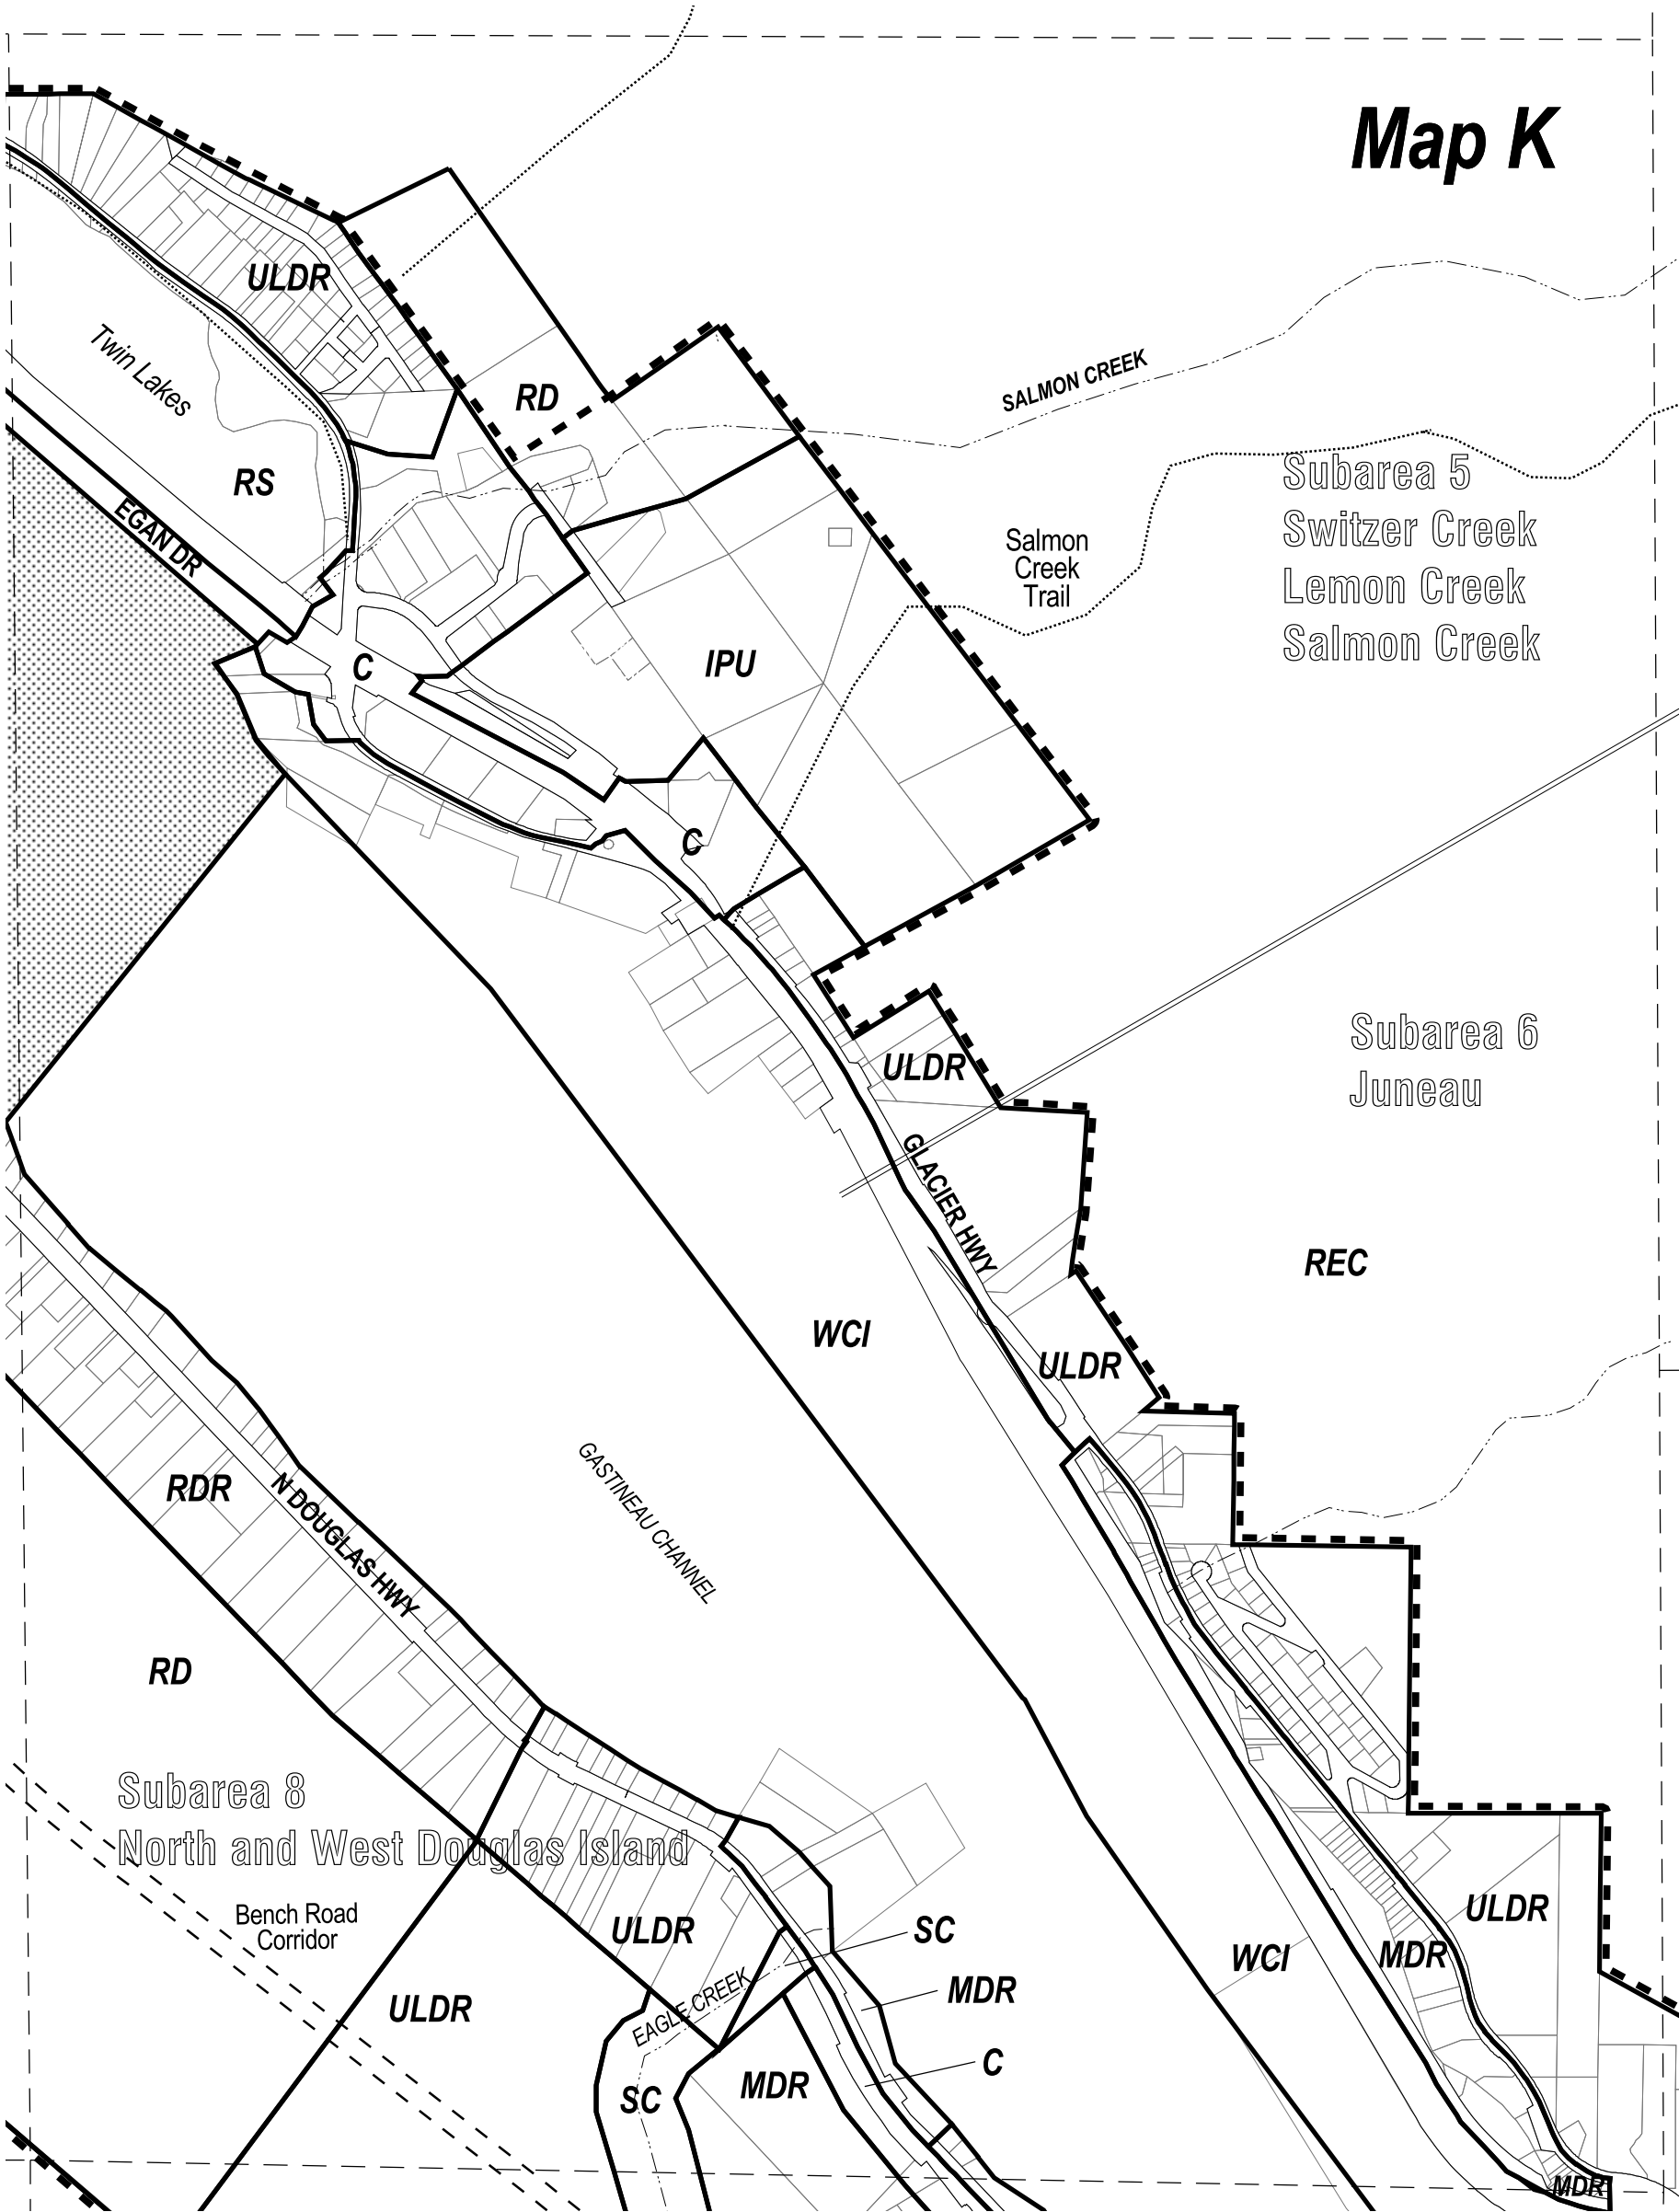 Map K
ULDR
Twin Lakes
SALMON CREEK
RD
RS
EGAN DR
Subarea 5
Switzer Creek
Lemon Creek
Salmon Creek
Salmon
Creek
Trail
C
IPU
C
Subarea 6
Juneau
ULDR
GLACIER HWY
REC
WCI
ULDR
GASTINEAU CHANNEL
RDR
N DOUGLAS HWY
RD
Subarea 8
North and West Douglas Island
Bench Road
Corridor
ULDR
SC
ULDR
WCI
MDR
EAGLE CREEK
MDR
ULDR
C
MDR
SC
MDR